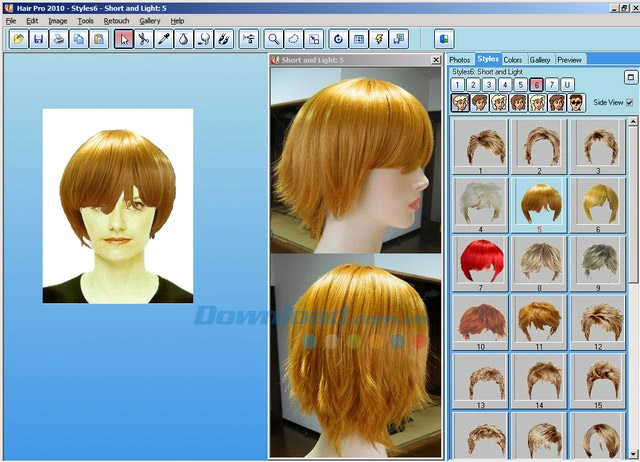 Hair Pro 2010 - Styles6 - Short and Light: 5
File Edit Image Tools Retouch Gallery Help
Short and Light: 5
Photos Styles Colors Gallery Preview
Styles6: Short and Light
1 2 3 4 5 6 7 U
Side View
1 2 3
4 5 6
7 8 9
10 11 12
13 14 15
Download.com.vn